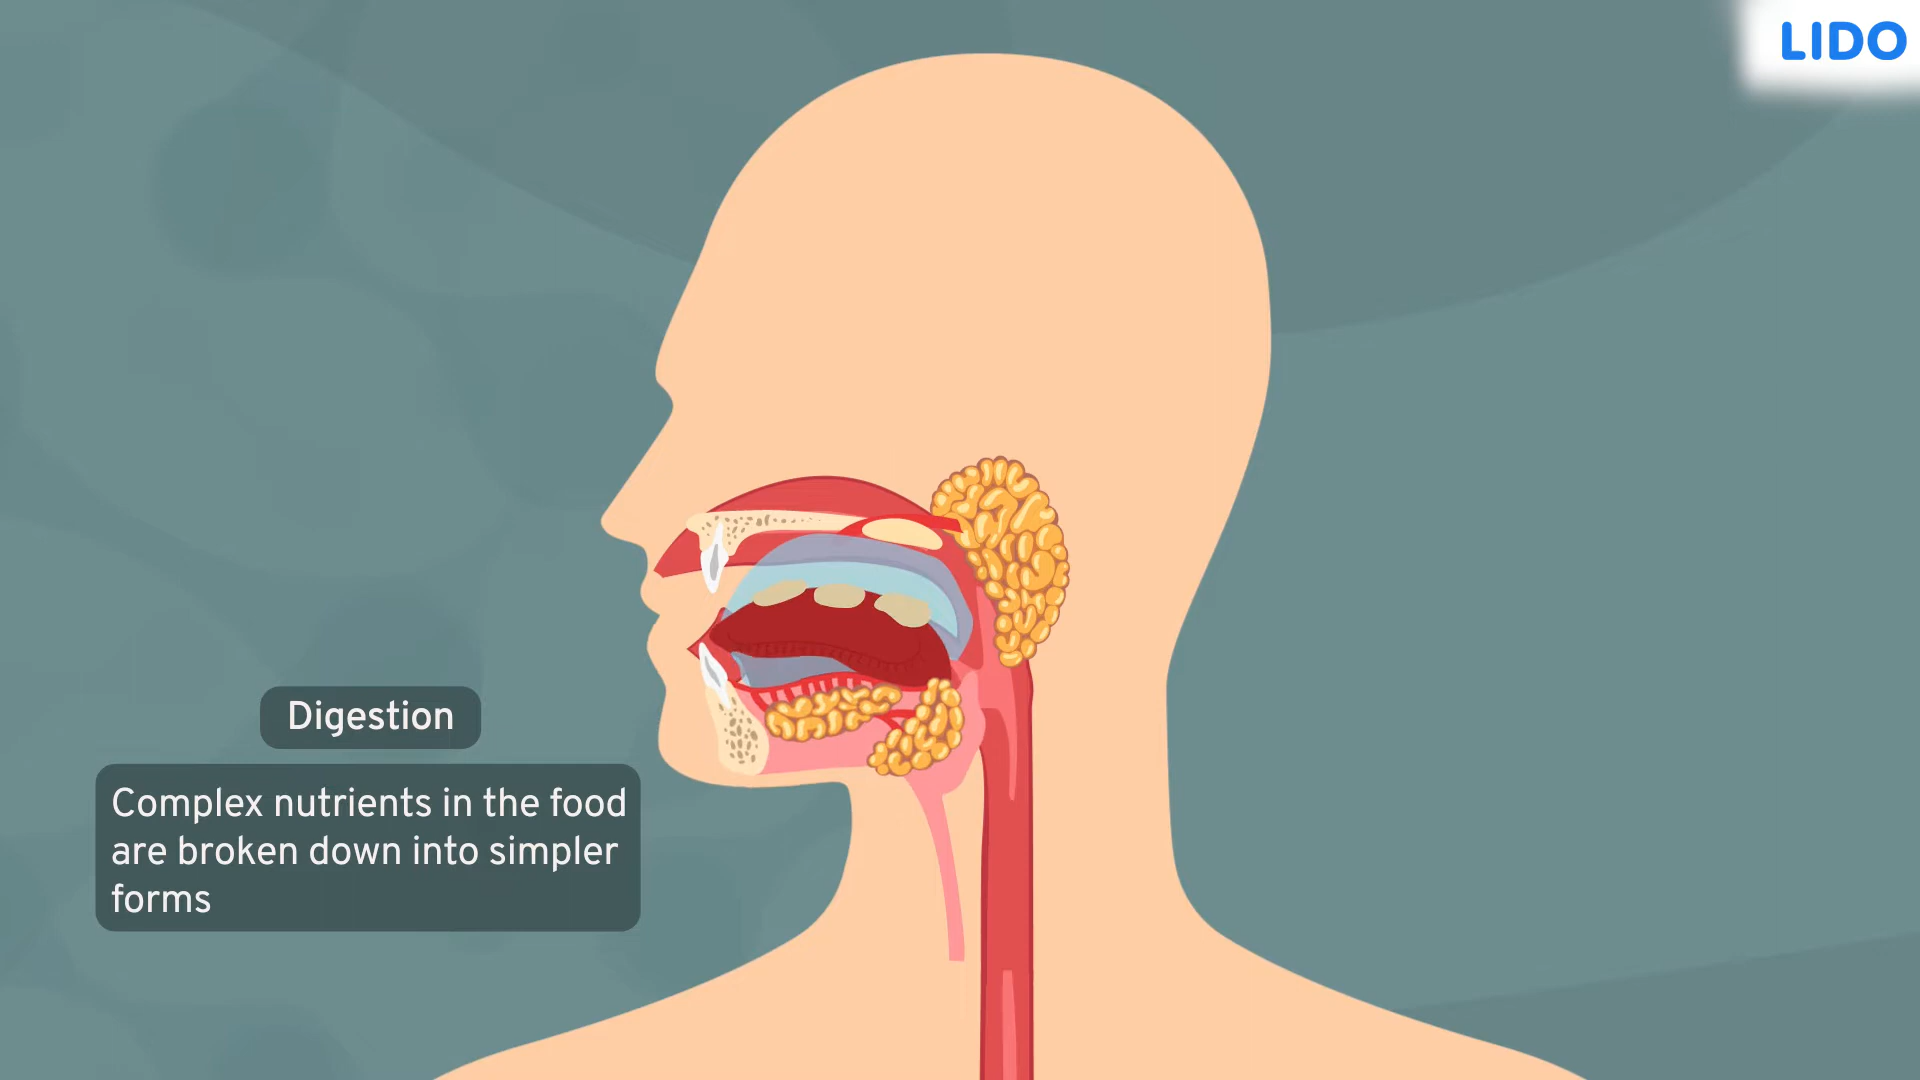 LIDO
Digestion
Complex nutrients in the food
are broken down into simpler
forms